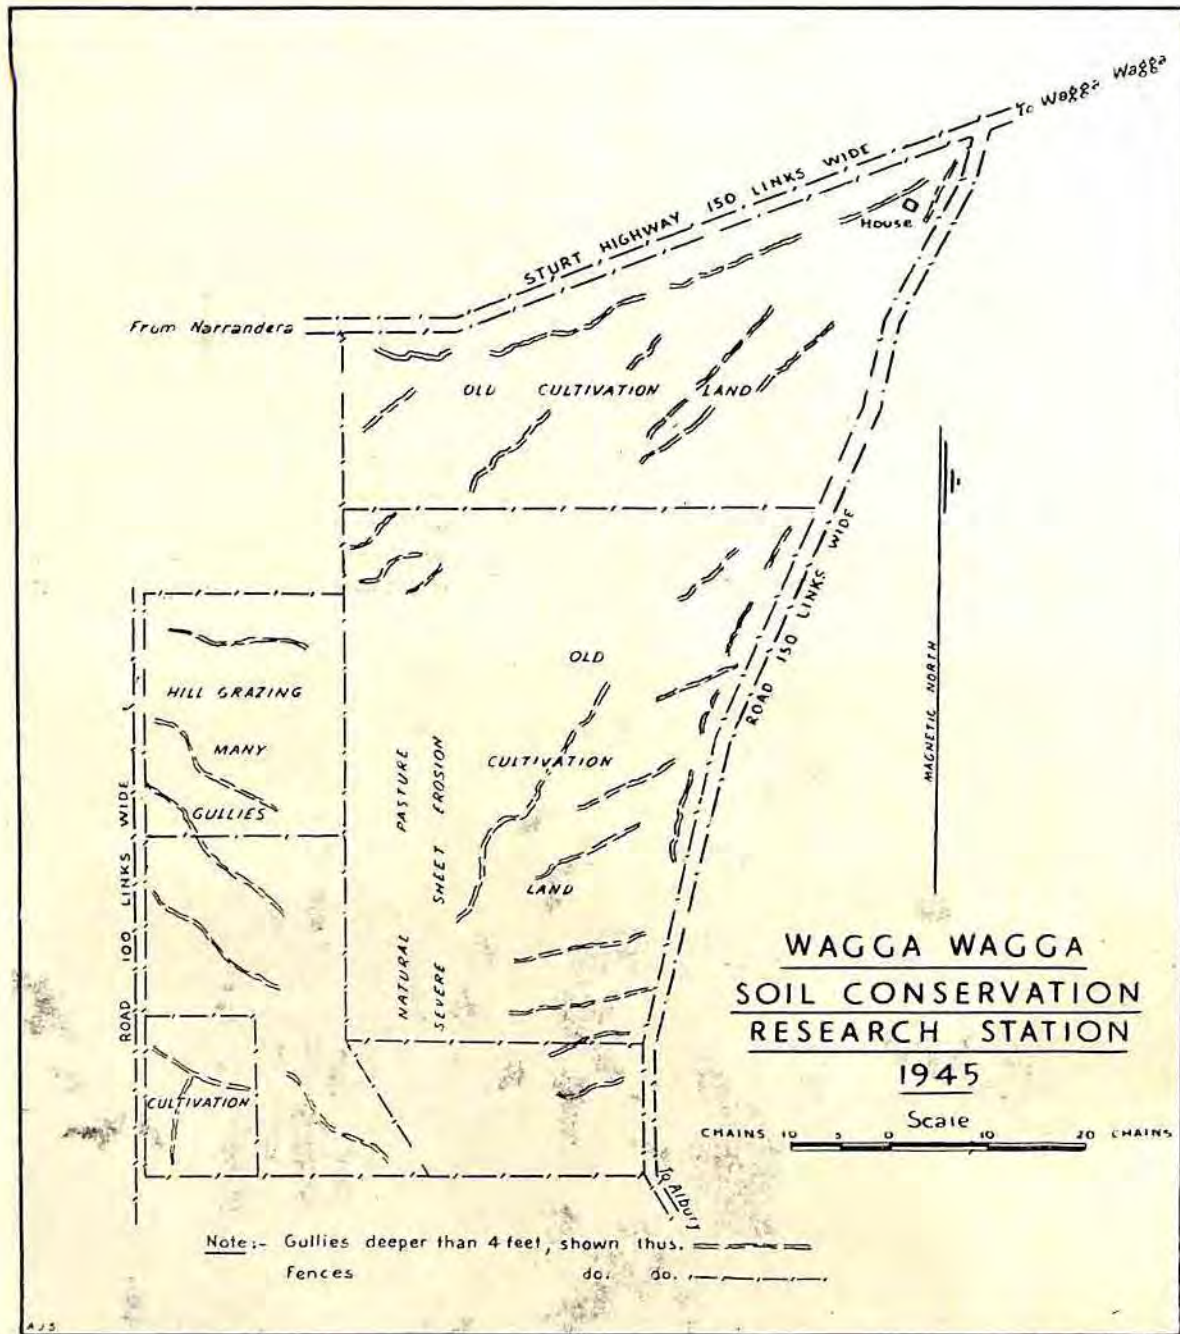 To Wagga Wagga
STURT HIGHWAY 150 LINKS WIDE
HOUSE
From Narrandera
OLD CULTIVATION LAND
ROAD 150 LINKS WIDE
MAGNETIC NORTH
OLD
CULTIVATION
LAND
HILL GRAZING
MANY
GULLIES
NATURAL PASTURE
SEVERE SHEET EROSION
ROAD 100 LINKS WIDE
CULTIVATION
WAGGA WAGGA
SOIL CONSERVATION
RESEARCH STATION
1945
Scale
CHAINS 10 5 0 10 20 CHAINS
To Albury
Note:- Gullies deeper than 4 feet, shown thus.
Fences do. do.
AJS